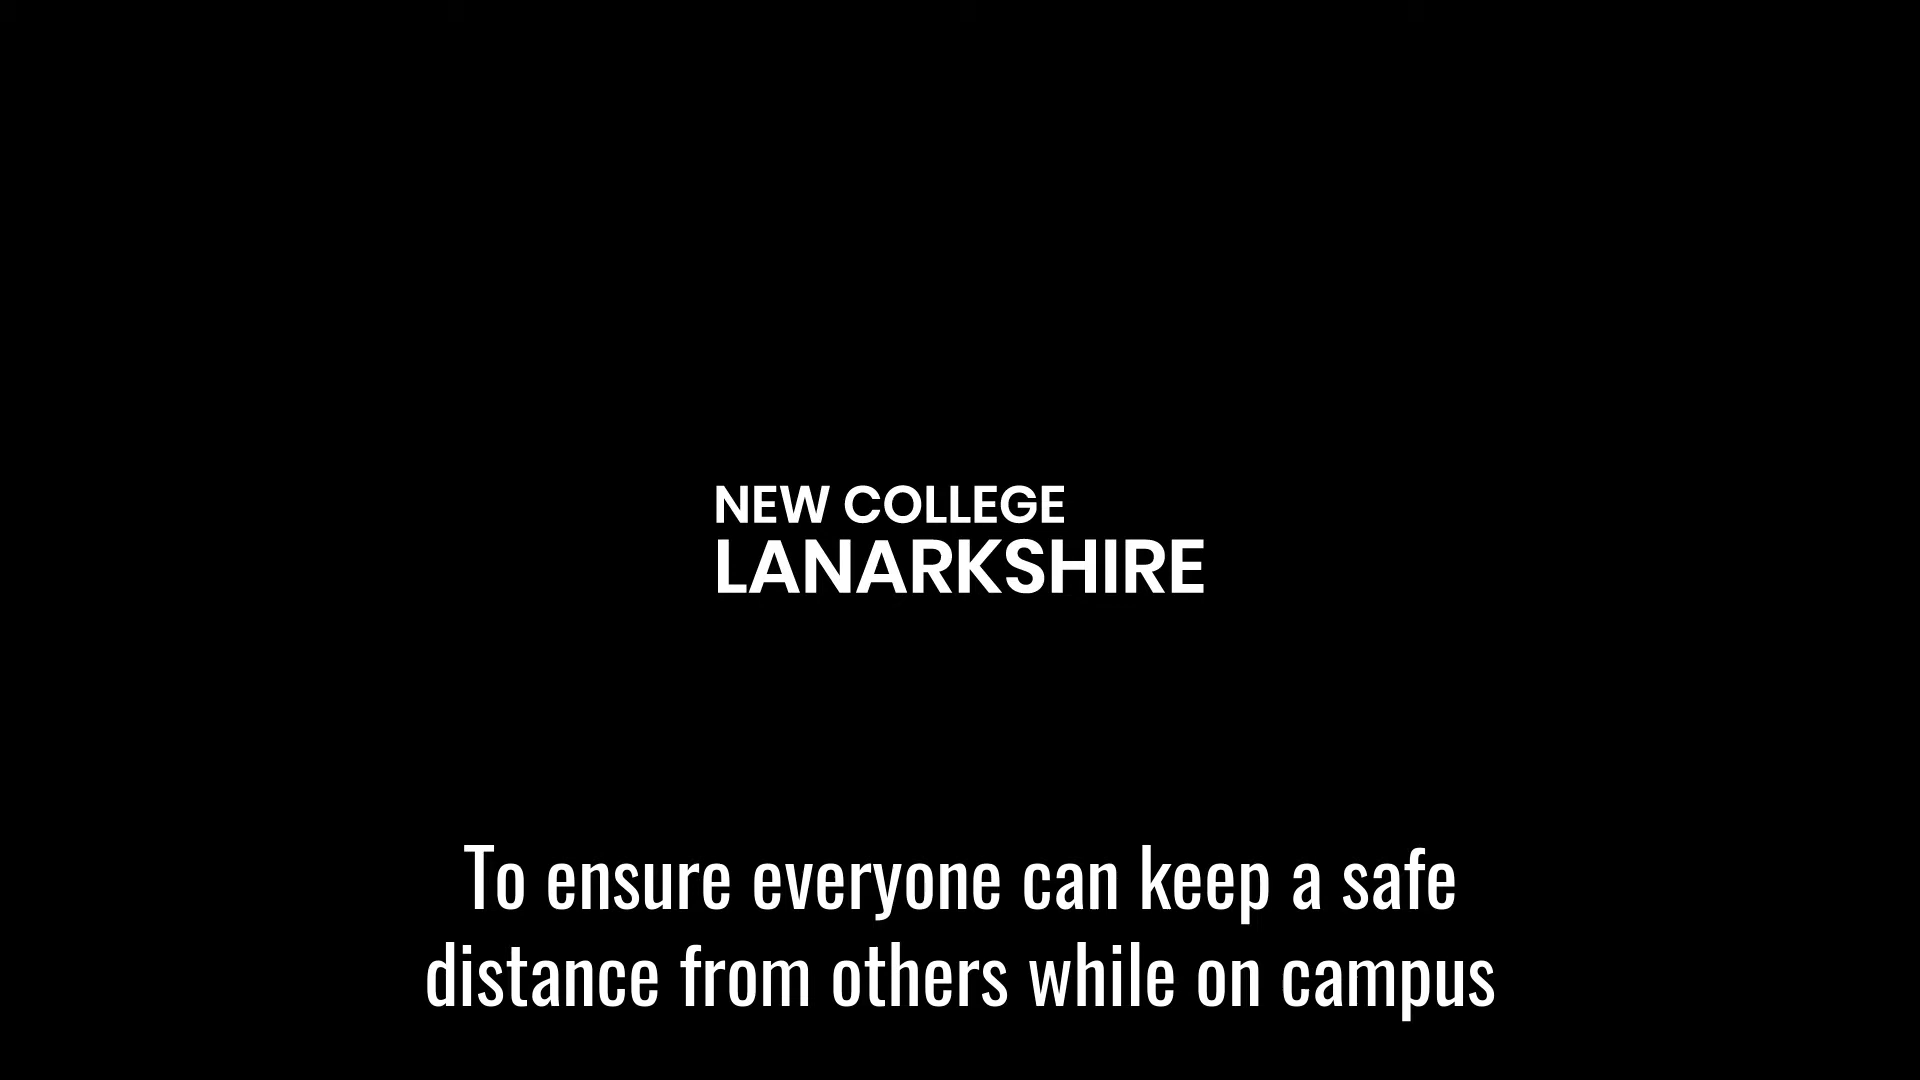 NEW COLLEGE
LANARKSHIRE
To ensure everyone can keep a safe
distance from others while on campus